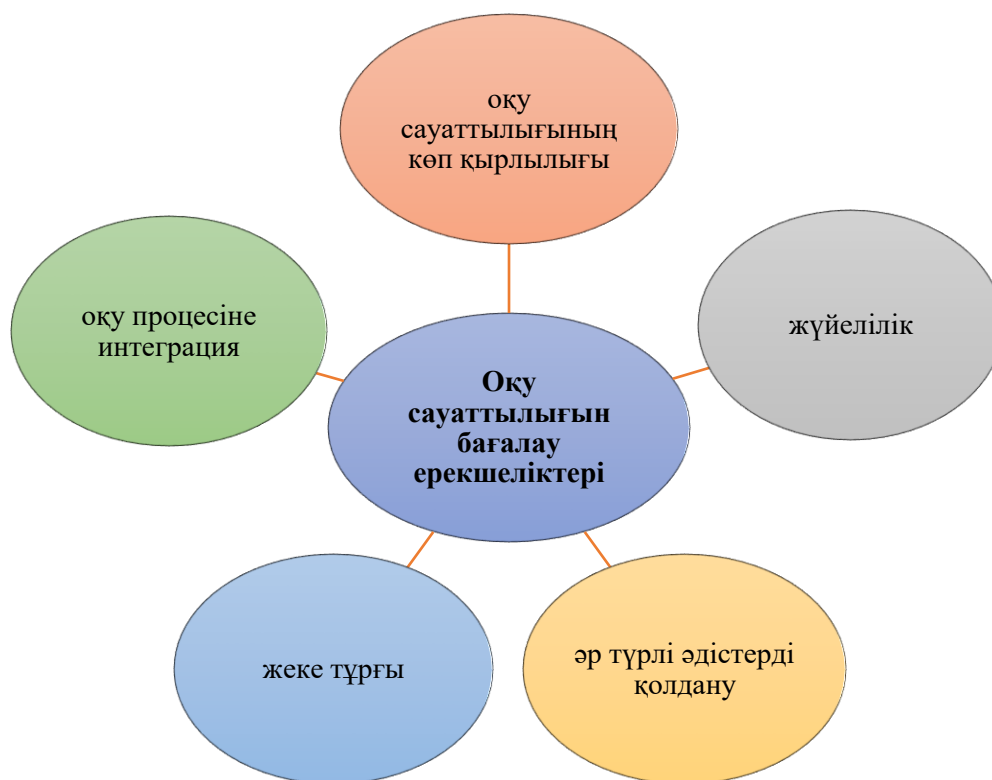 оқу
сауаттылығының
көп қырлылығы
оқу процесіне
интеграция
жүйелілік
Оқу
сауаттылығын
бағалау
ерекшеліктері
жеке тұрғы
әр түрлі әдістерді
қолдану